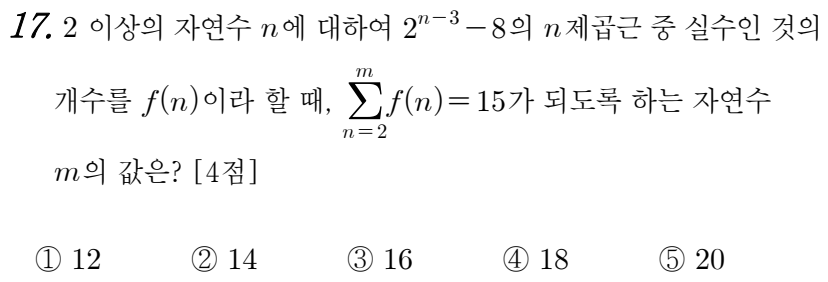 17. 2 이상의 자연수 n에 대하여 2^{n-3}-8의 n제곱근 중 실수인 것의
개수를 f(n)이라 할 때, \sum_{n=2}^{m} f(n)=15가 되도록 하는 자연수
m의 값은? [4점]
① 12 ② 14 ③ 16 ④ 18 ⑤ 20